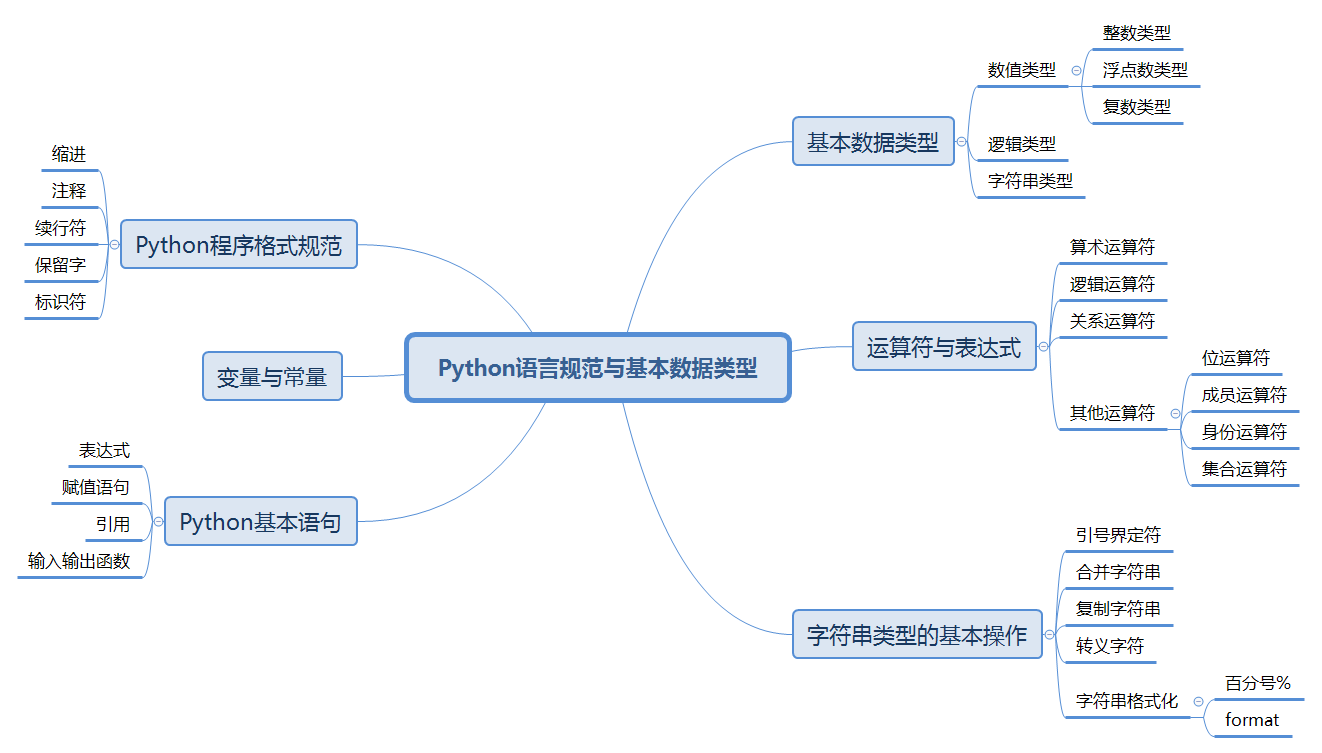 Python语言规范与基本数据类型
Python程序格式规范
缩进
注释
续行符
保留字
标识符
变量与常量
Python基本语句
表达式
赋值语句
引用
输入输出函数
基本数据类型
数值类型
整数类型
浮点数类型
复数类型
逻辑类型
字符串类型
运算符与表达式
算术运算符
逻辑运算符
关系运算符
其他运算符
位运算符
成员运算符
身份运算符
集合运算符
字符串类型的基本操作
引号界定符
合并字符串
复制字符串
转义字符
字符串格式化
百分号%
format